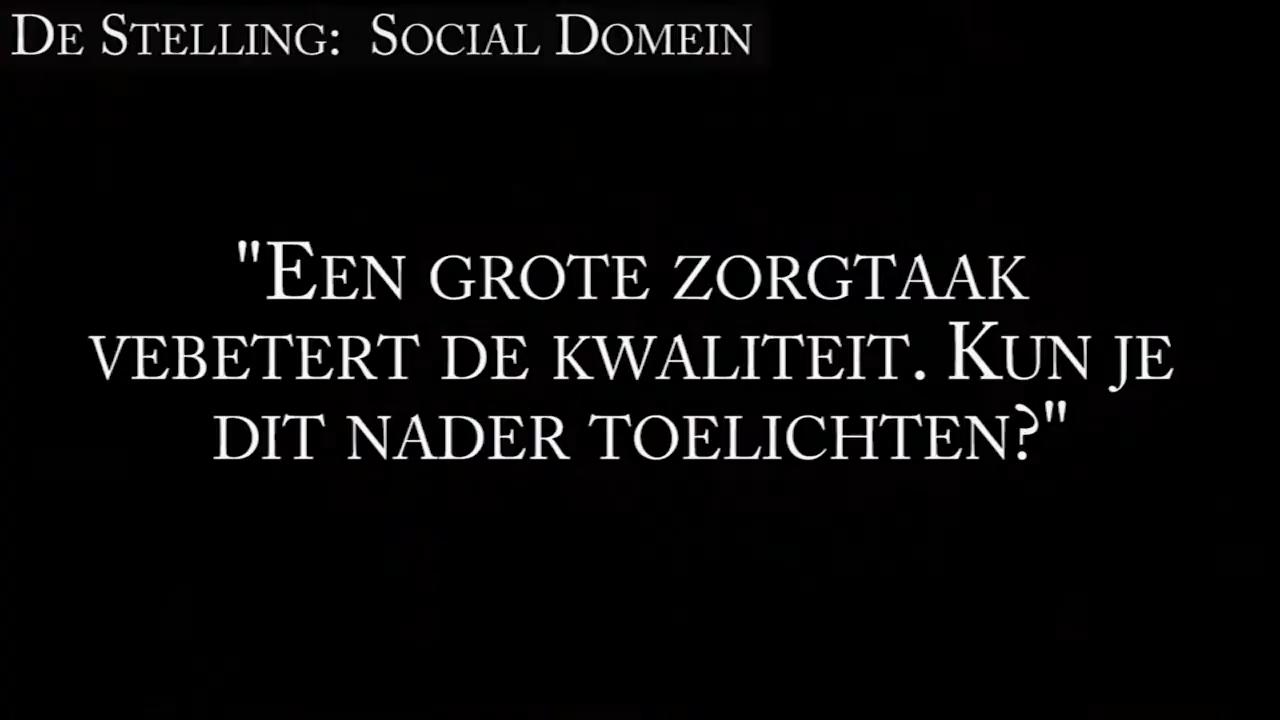 De Stelling: Social Domein
"Een grote zorgtaak
vebetert de kwaliteit. Kun je
dit nader toelichten?"